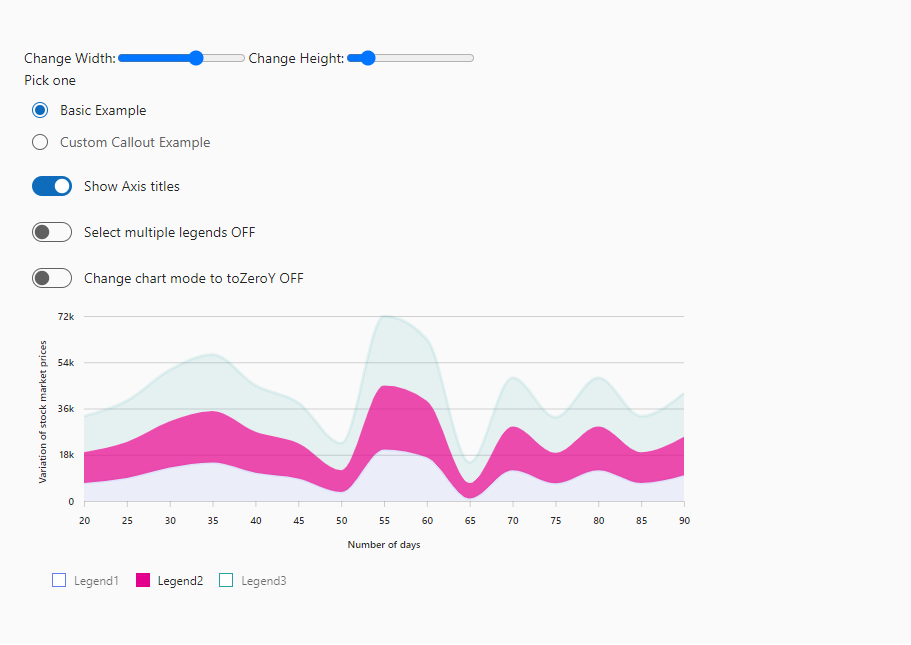 Change Width: Change Height:
Pick one
Basic Example
Custom Callout Example
Show Axis titles
Select multiple legends OFF
Change chart mode to toZeroY OFF
Variation of stock market prices
72k
54k
36k
18k
0
20 25 30 35 40 45 50 55 60 65 70 75 80 85 90
Number of days
Legend1 Legend2 Legend3